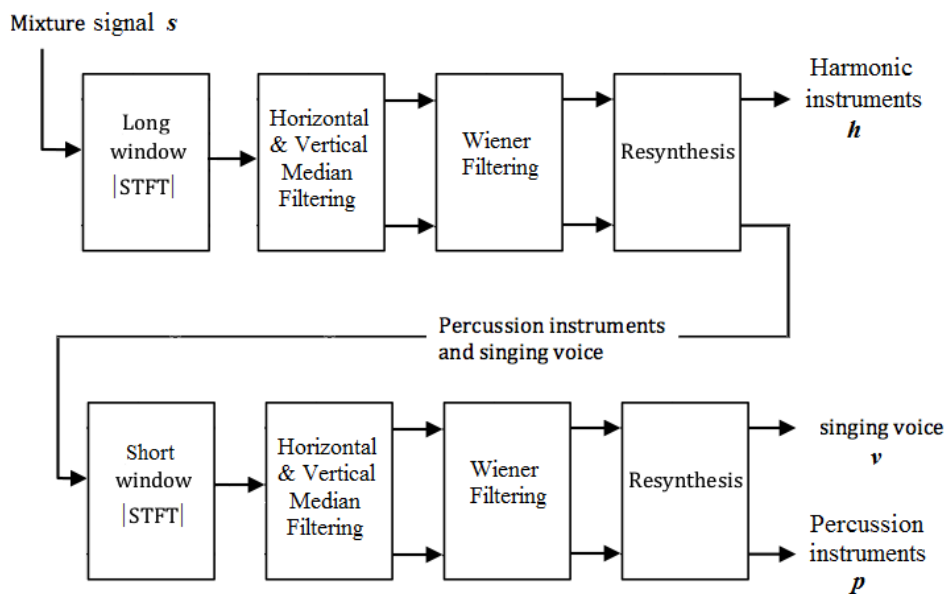 Mixture signal s
Long
window
|STFT|
Horizontal
& Vertical
Median
Filtering
Wiener
Filtering
Resynthesis
Harmonic
instruments
h
Percussion instruments
and singing voice
Short
window
|STFT|
Horizontal
& Vertical
Median
Filtering
Wiener
Filtering
Resynthesis
singing voice
v
Percussion
instruments
p